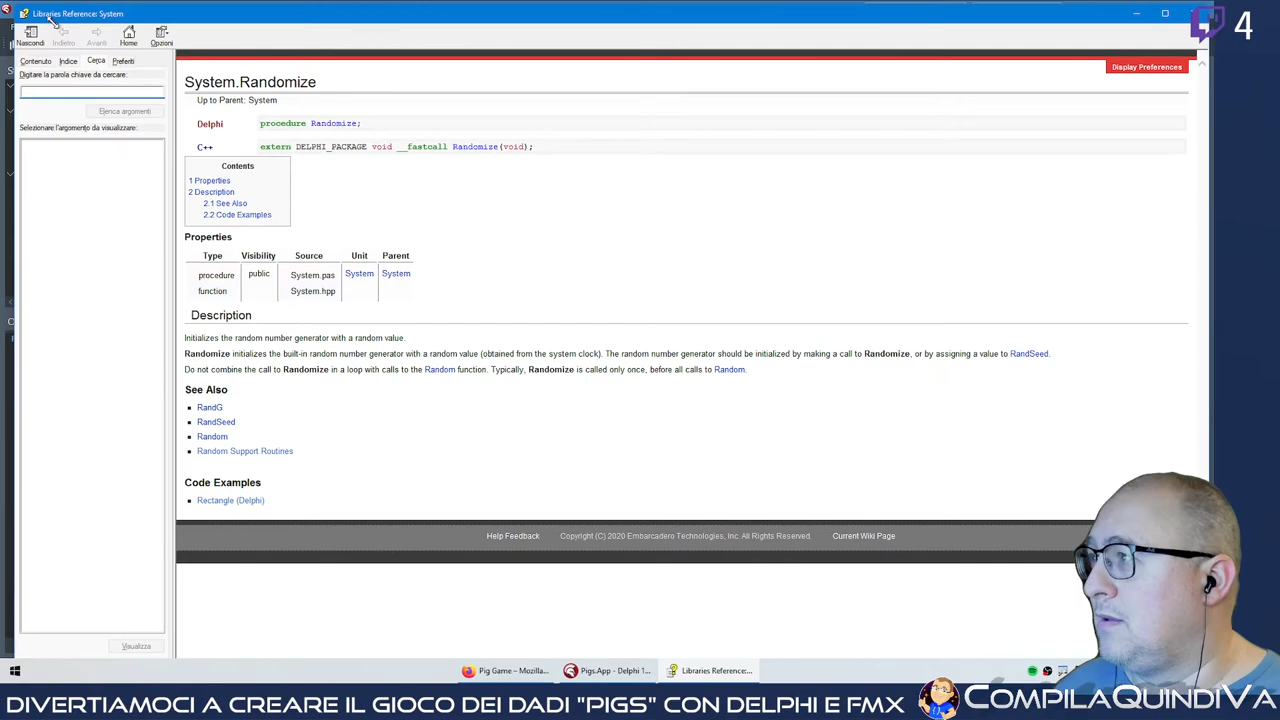 Libraries Reference: System
4
Nascondi Indietro Avanti Home Opzioni
Contenuto Indice Cerca Preferiti
Digitare la parola chiave da cercare:
Elenca argomenti
Selezionare l'argomento da visualizzare:
Visualizza
Display Preferences
System.Randomize
Up to Parent: System
Delphi procedure Randomize;
C++ extern DELPHI_PACKAGE void __fastcall Randomize(void);
Contents
1 Properties
2 Description
2.1 See Also
2.2 Code Examples
Properties
Type Visibility Source Unit Parent
procedure public System.pas System System
function System.hpp
Description
Initializes the random number generator with a random value.
Randomize initializes the built-in random number generator with a random value (obtained from the system clock). The random number generator should be initialized by making a call to Randomize, or by assigning a value to RandSeed.
Do not combine the call to Randomize in a loop with calls to the Random function. Typically, Randomize is called only once, before all calls to Random.
See Also
RandG
RandSeed
Random
Random Support Routines
Code Examples
Rectangle (Delphi)
Help Feedback Copyright (C) 2020 Embarcadero Technologies, Inc. All Rights Reserved. Current Wiki Page
Pig Game – Mozilla... Pigs.App - Delphi 1... Libraries Reference:...
DIVERTIAMOCI A CREARE IL GIOCO DEI DADI "PIGS" CON DELPHI E FMX
COMPILAQUINDIVA